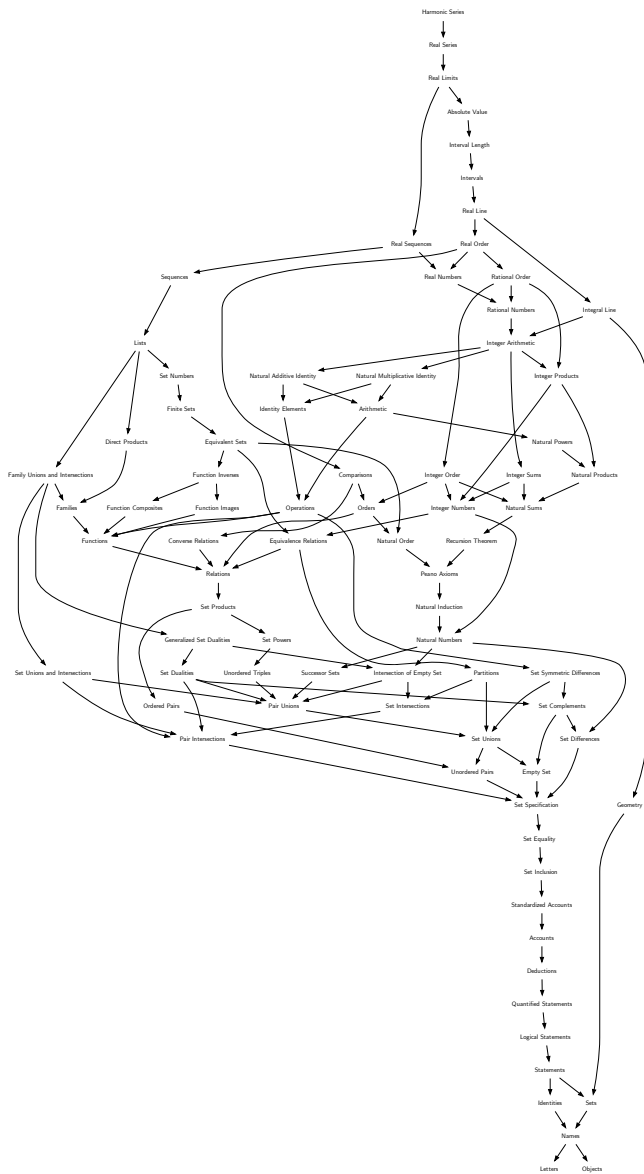 Harmonic Series
Real Series
Real Limits
Absolute Value
Interval Length
Intervals
Real Line
Real Sequences
Real Order
Sequences
Real Numbers
Rational Order
Rational Numbers
Integral Line
Lists
Integer Arithmetic
Set Numbers
Natural Additive Identity
Natural Multiplicative Identity
Integer Products
Finite Sets
Identity Elements
Arithmetic
Direct Products
Equivalent Sets
Natural Powers
Family Unions and Intersections
Function Inverses
Comparisons
Integer Order
Integer Sums
Natural Products
Families
Function Composites
Function Images
Operations
Orders
Integer Numbers
Natural Sums
Functions
Converse Relations
Equivalence Relations
Natural Order
Recursion Theorem
Relations
Peano Axioms
Set Products
Natural Induction
Generalized Set Dualities
Set Powers
Natural Numbers
Set Unions and Intersections
Set Dualities
Unordered Triples
Successor Sets
Intersection of Empty Set
Partitions
Set Symmetric Differences
Ordered Pairs
Pair Unions
Set Intersections
Set Complements
Pair Intersections
Set Unions
Set Differences
Unordered Pairs
Empty Set
Set Specification
Geometry
Set Equality
Set Inclusion
Standardized Accounts
Accounts
Deductions
Quantified Statements
Logical Statements
Statements
Identities
Sets
Names
Letters
Objects